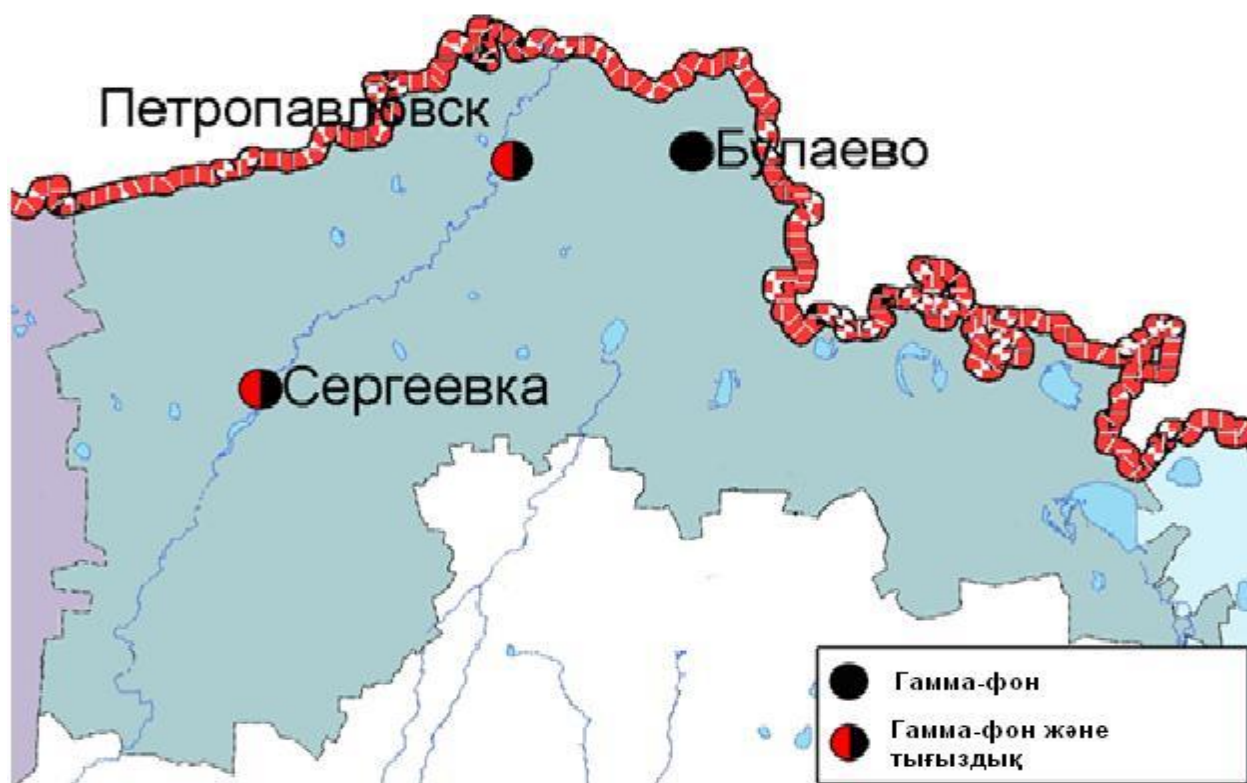 Петропавловск
Булаево
Сергеевка
Гамма-фон
Гамма-фон және
тығыздық